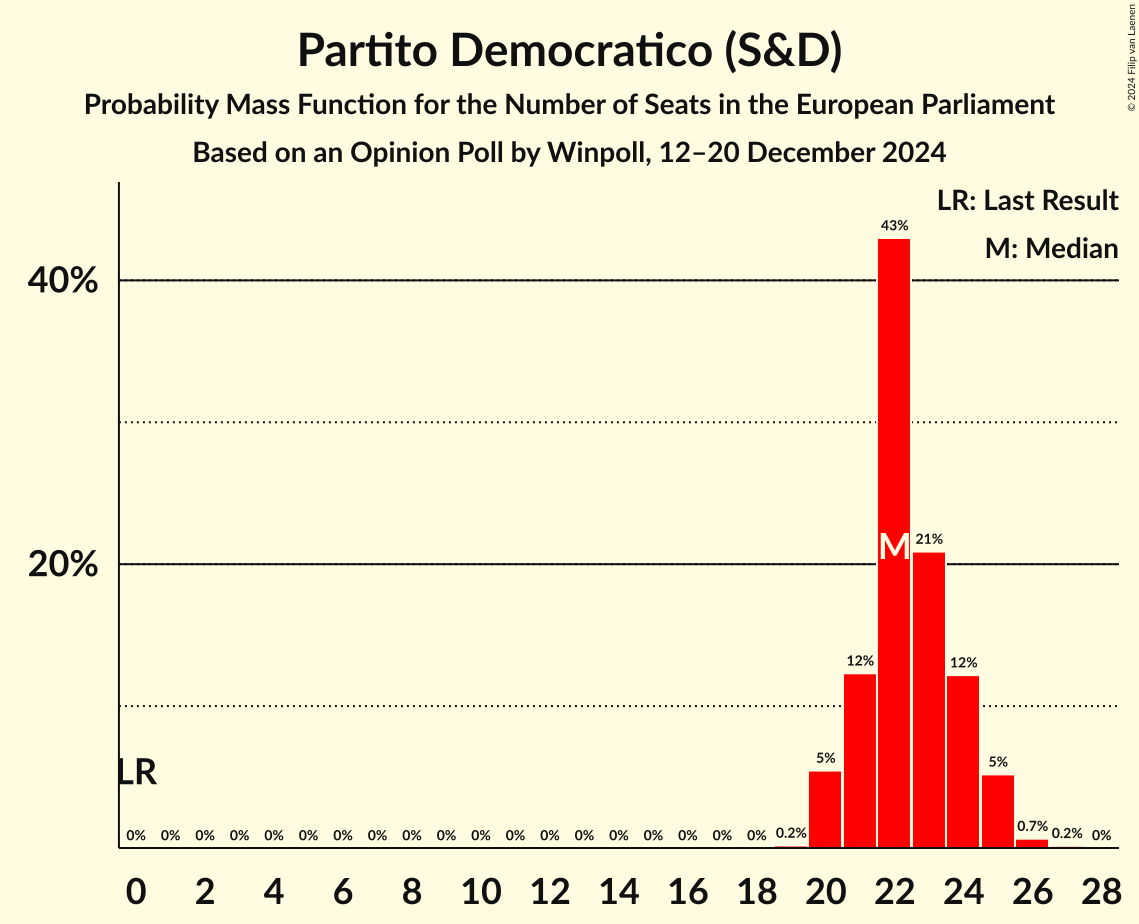 Partito Democratico (S&D)
Probability Mass Function for the Number of Seats in the European Parliament
Based on an Opinion Poll by Winpoll, 12–20 December 2024
© 2024 Filip van Laenen
LR: Last Result
M: Median
43%
40%
M
21%
20%
12%
12%
LR
5%
5%
0% 0% 0% 0% 0% 0% 0% 0% 0% 0% 0% 0% 0% 0% 0% 0% 0% 0% 0% 0.2% 0.7% 0.2% 0%
0 2 4 6 8 10 12 14 16 18 20 22 24 26 28